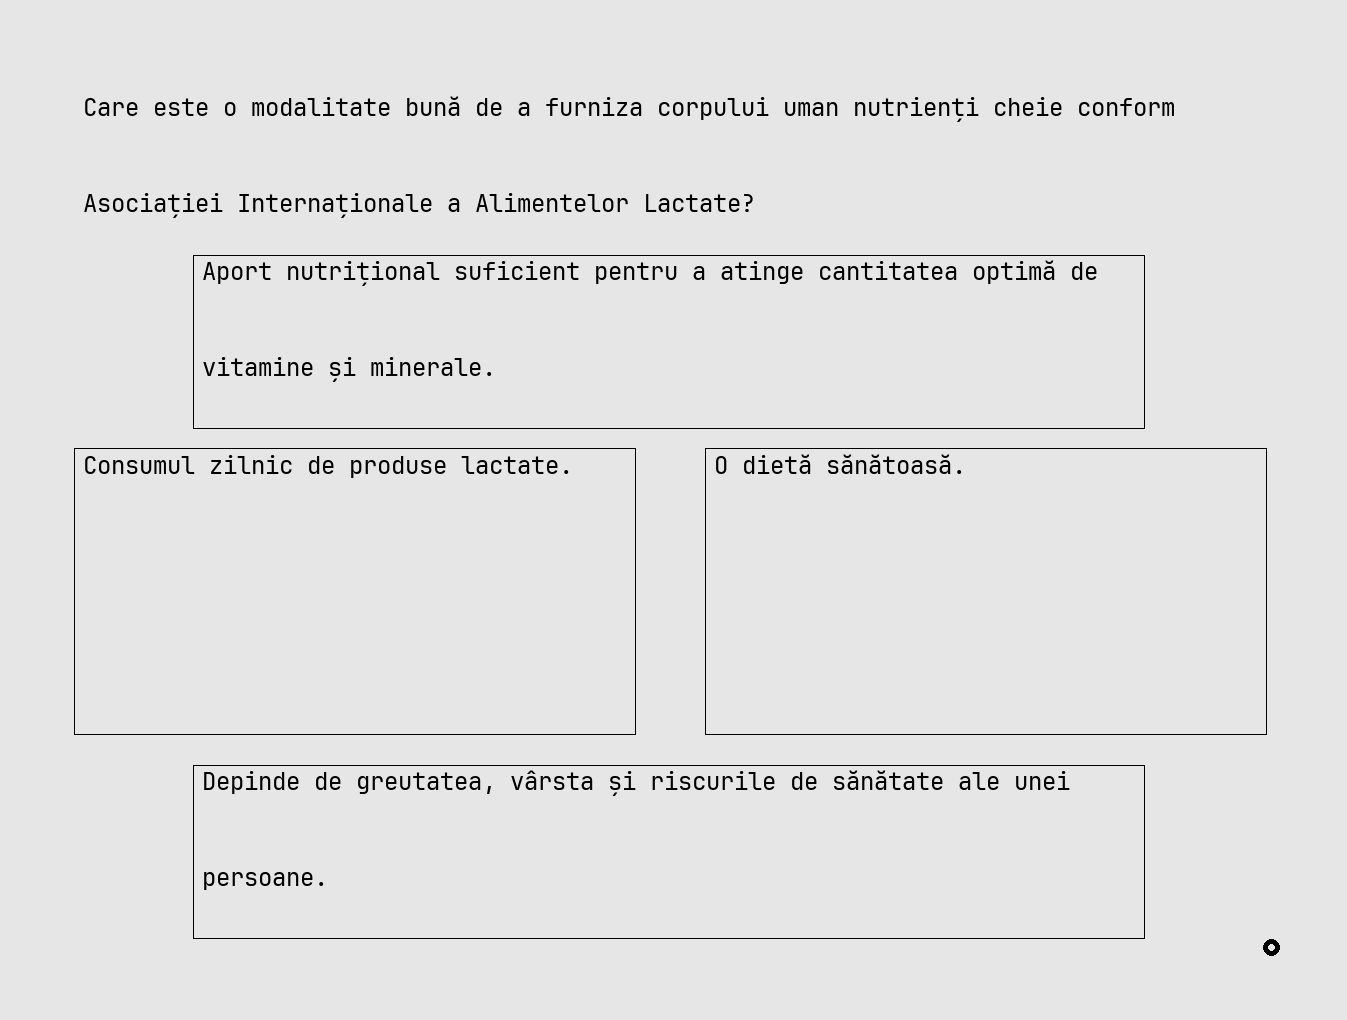 Care este o modalitate bună de a furniza corpului uman nutrienți cheie conform
Asociației Internaționale a Alimentelor Lactate?
Aport nutrițional suficient pentru a atinge cantitatea optimă de
vitamine și minerale.
Consumul zilnic de produse lactate.
O dietă sănătoasă.
Depinde de greutatea, vârsta și riscurile de sănătate ale unei
persoane.